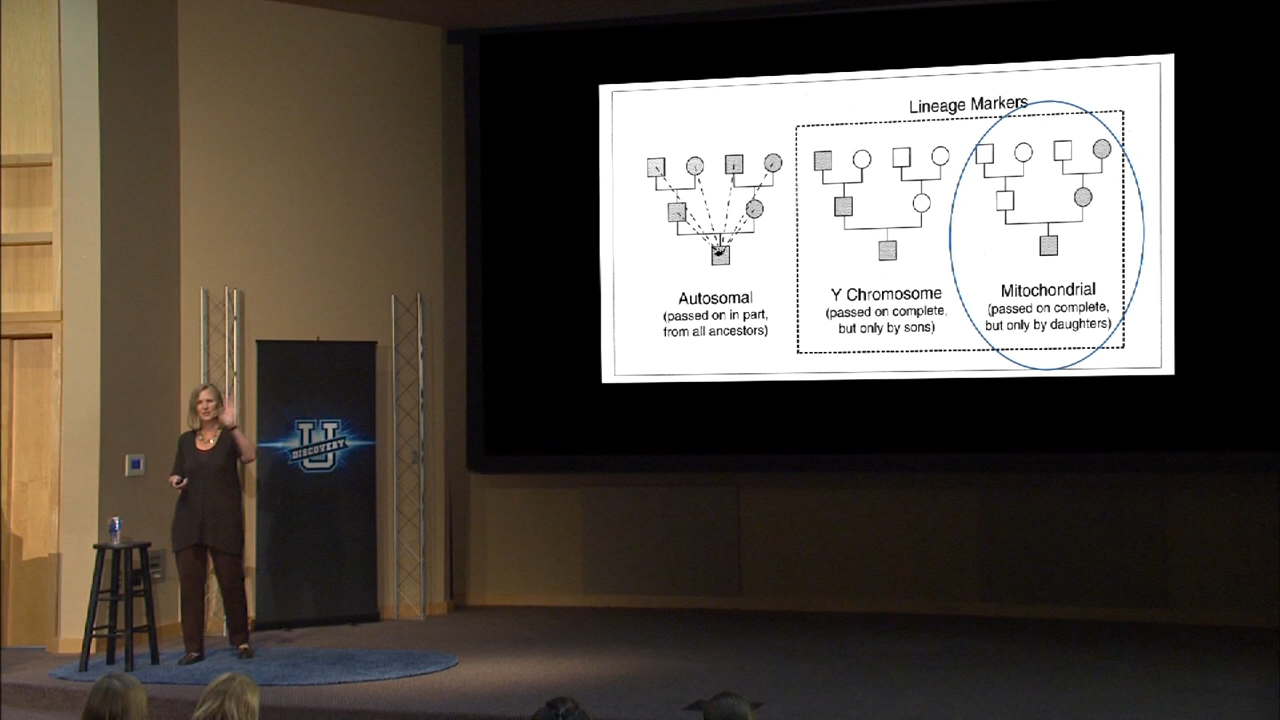 Lineage Markers
Autosomal
(passed on in part,
from all ancestors)
Y Chromosome
(passed on complete,
but only by sons)
Mitochondrial
(passed on complete,
but only by daughters)
U
DISCOVERY